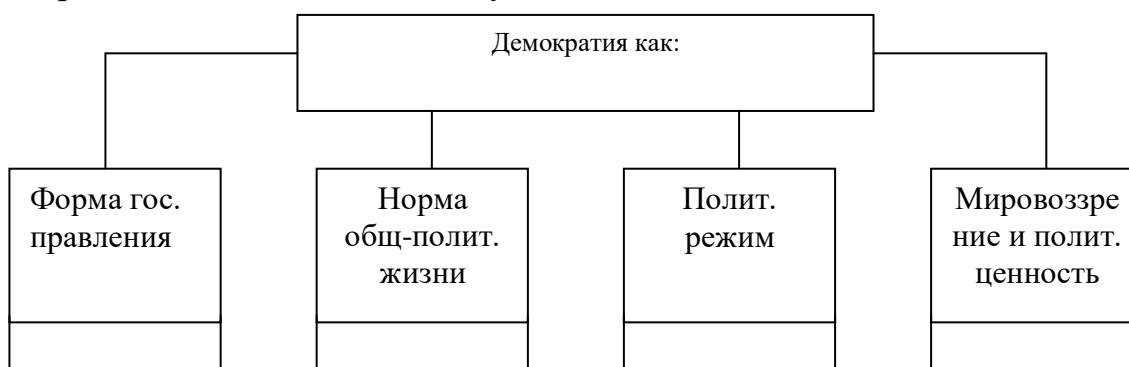 Демократия как:
Форма гос.
правления
Норма
общ-полит.
жизни
Полит.
режим
Мировоззре
ние и полит.
ценность